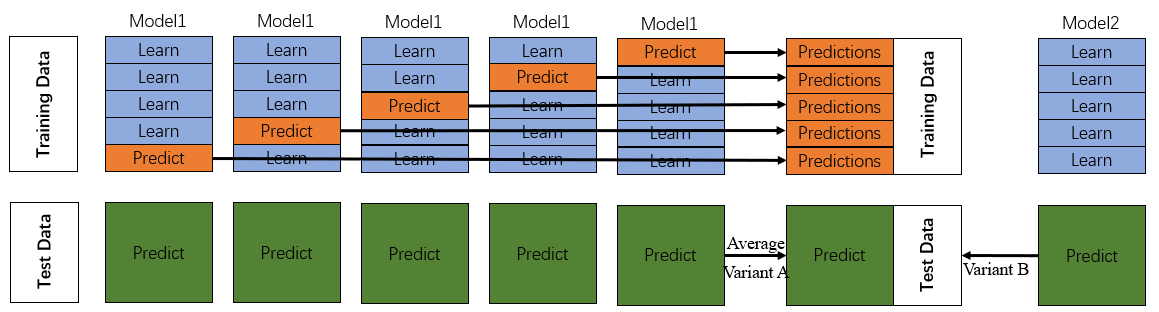 Model1 Model1 Model1 Model1 Model1 Model2
Training Data
Learn Learn Learn Learn Predict Predictions Learn
Learn Learn Learn Predict Learn Predictions Learn
Learn Learn Predict Learn Learn Predictions Learn
Learn Predict Learn Learn Learn Predictions Learn
Predict Learn Learn Learn Learn Predictions Learn
Training Data
Test Data
Predict Predict Predict Predict Predict Predict Predict
Average
Variant A
Test Data
Variant B